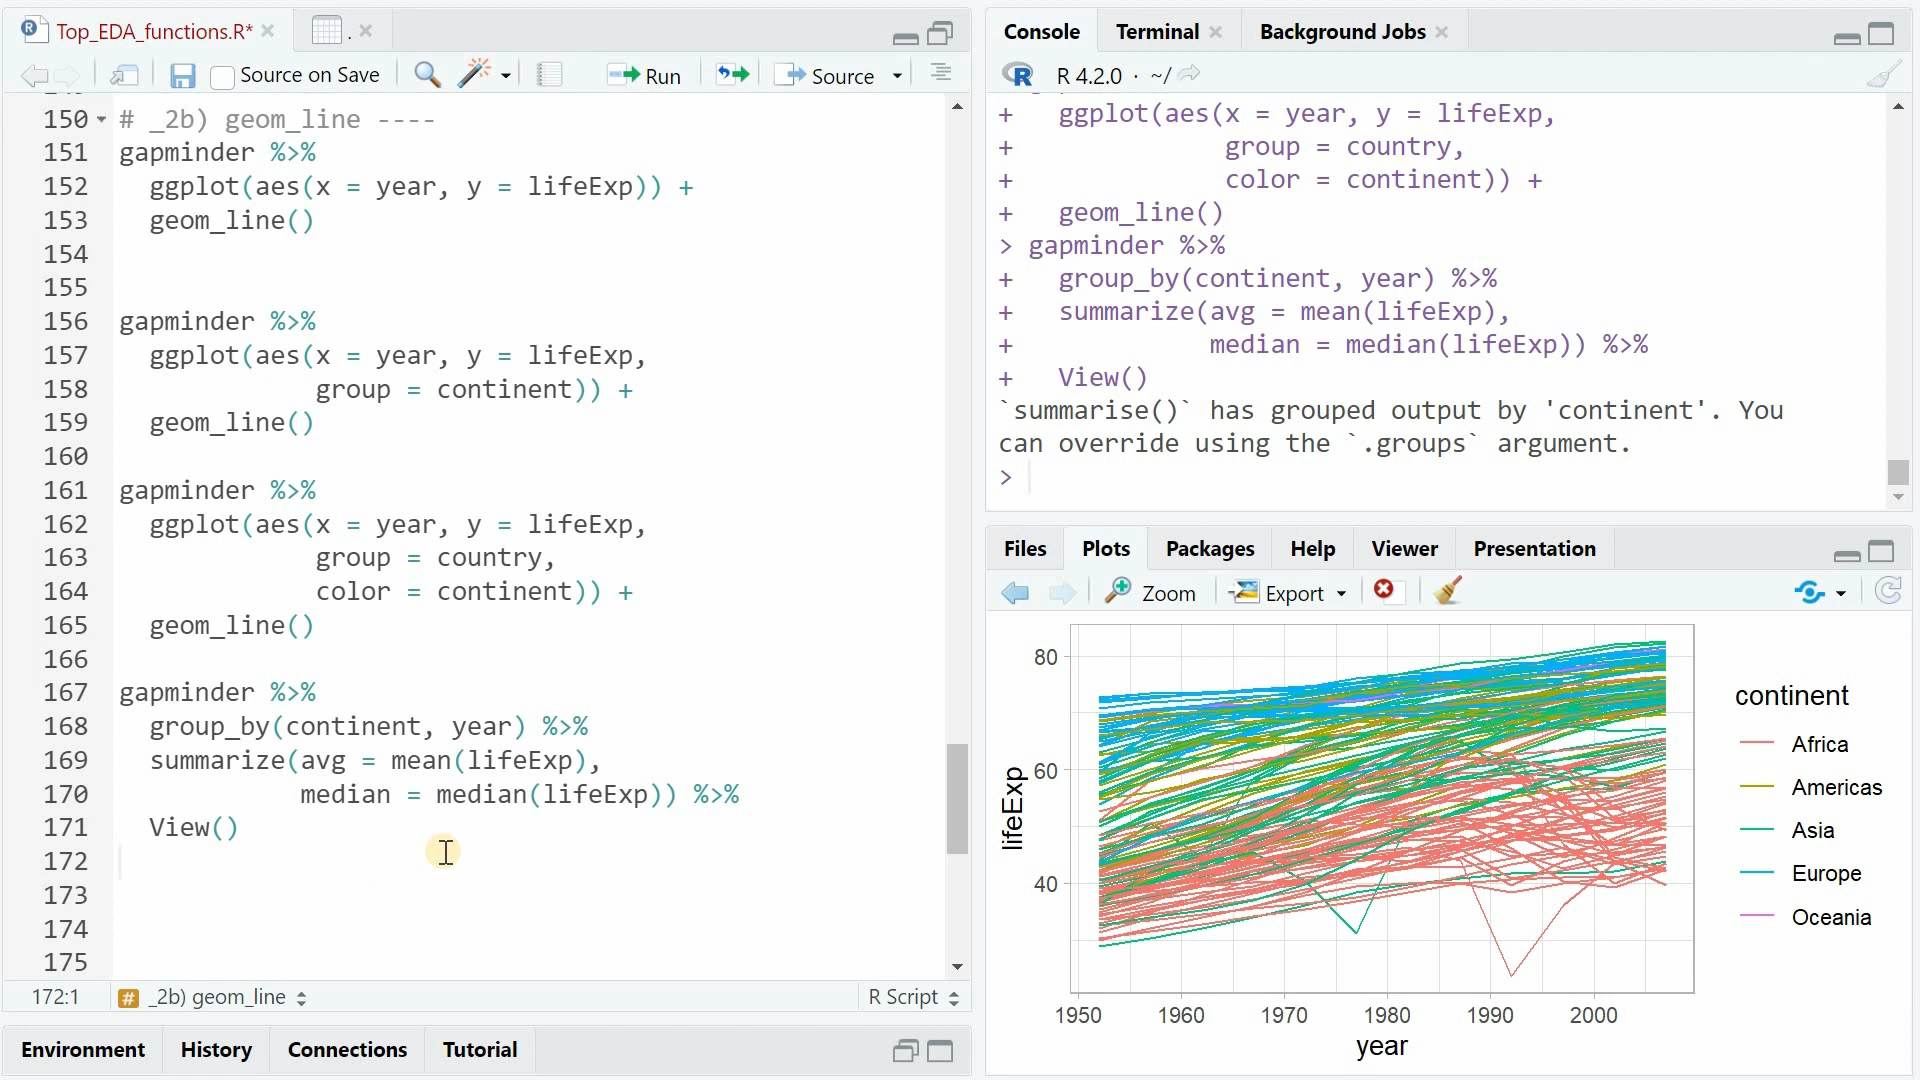 Top_EDA_functions.R*
.
Source on Save
Run
Source
150 # _2b) geom_line ----
151 gapminder %>%
152   ggplot(aes(x = year, y = lifeExp)) +
153   geom_line()
154
155
156 gapminder %>%
157   ggplot(aes(x = year, y = lifeExp,
158              group = continent)) +
159   geom_line()
160
161 gapminder %>%
162   ggplot(aes(x = year, y = lifeExp,
163              group = country,
164              color = continent)) +
165   geom_line()
166
167 gapminder %>%
168   group_by(continent, year) %>%
169   summarize(avg = mean(lifeExp),
170             median = median(lifeExp)) %>%
171   View()
172
173
174
175
172:1 # _2b) geom_line R Script
Environment History Connections Tutorial
Console Terminal Background Jobs
R R 4.2.0 · ~/
+   ggplot(aes(x = year, y = lifeExp,
+              group = country,
+              color = continent)) +
+   geom_line()
> gapminder %>%
+   group_by(continent, year) %>%
+   summarize(avg = mean(lifeExp),
+             median = median(lifeExp)) %>%
+   View()
`summarise()` has grouped output by 'continent'. You
can override using the `.groups` argument.
>
Files Plots Packages Help Viewer Presentation
Zoom Export
80
60
40
lifeExp
1950 1960 1970 1980 1990 2000
year
continent
Africa
Americas
Asia
Europe
Oceania